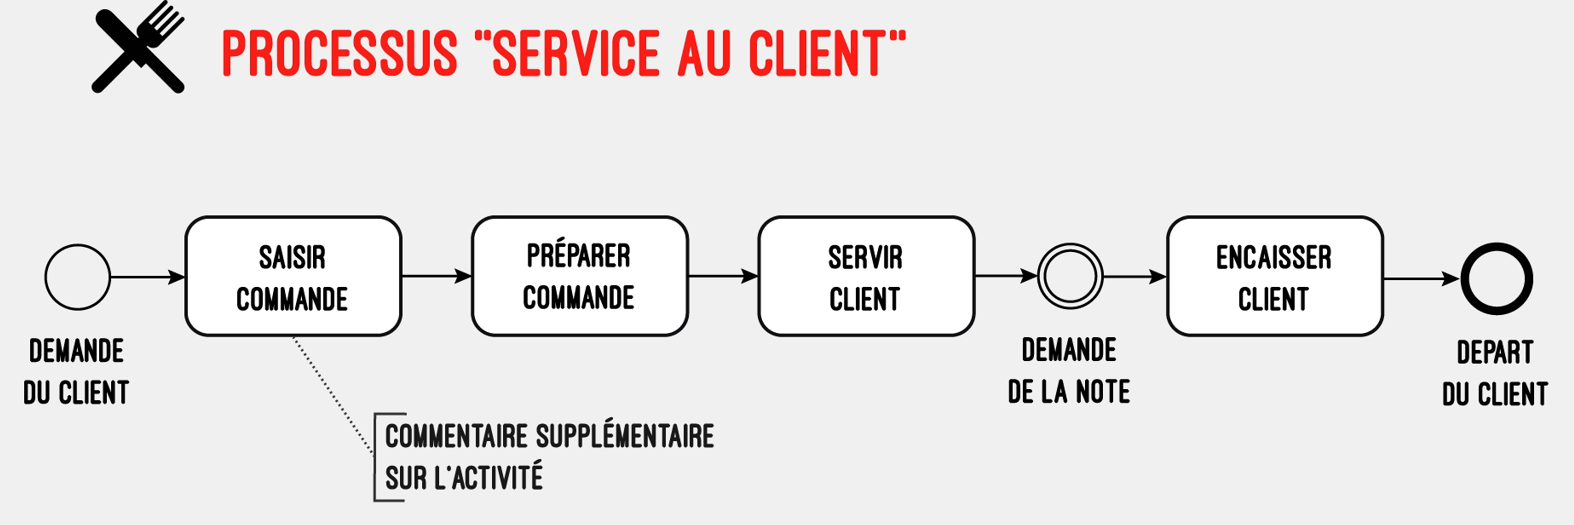 PROCESSUS "SERVICE AU CLIENT"
SAISIR
COMMANDE
PRÉPARER
COMMANDE
SERVIR
CLIENT
ENCAISSER
CLIENT
DEMANDE
DU CLIENT
DEMANDE
DE LA NOTE
DEPART
DU CLIENT
COMMENTAIRE SUPPLÉMENTAIRE
SUR L'ACTIVITÉ